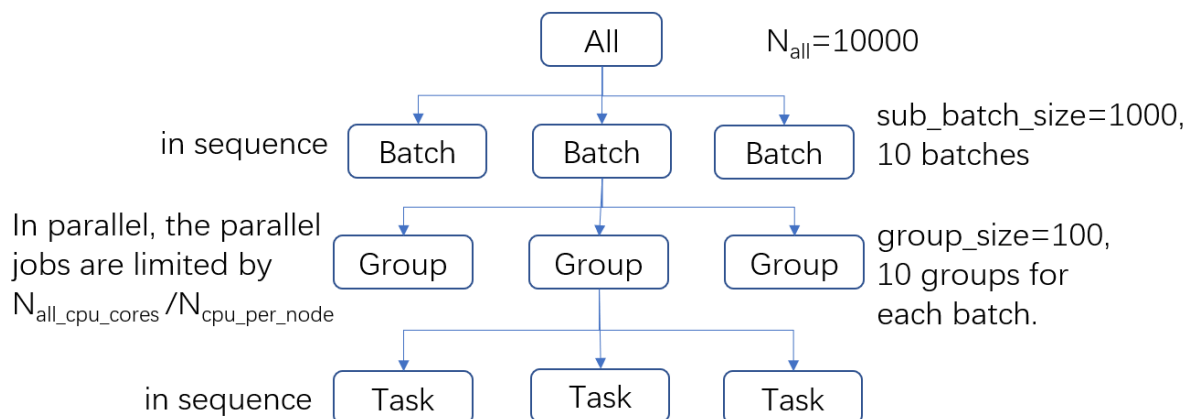 All
N_all=10000
in sequence
Batch
Batch
Batch
sub_batch_size=1000,
10 batches
In parallel, the parallel
jobs are limited by
N_all_cpu_cores /N_cpu_per_node
Group
Group
Group
group_size=100,
10 groups for
each batch.
in sequence
Task
Task
Task